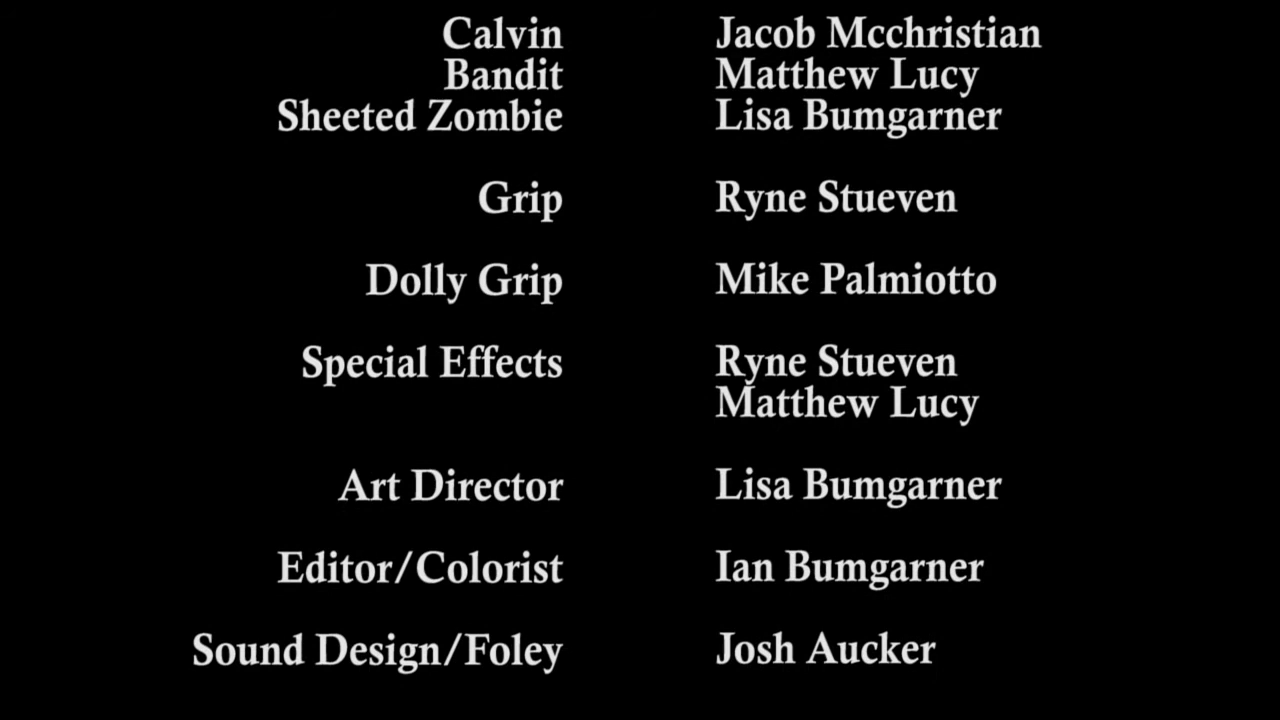 Calvin Jacob Mcchristian
Bandit Matthew Lucy
Sheeted Zombie Lisa Bumgarner
Grip Ryne Stueven
Dolly Grip Mike Palmiotto
Special Effects Ryne Stueven
Matthew Lucy
Art Director Lisa Bumgarner
Editor/Colorist Ian Bumgarner
Sound Design/Foley Josh Aucker